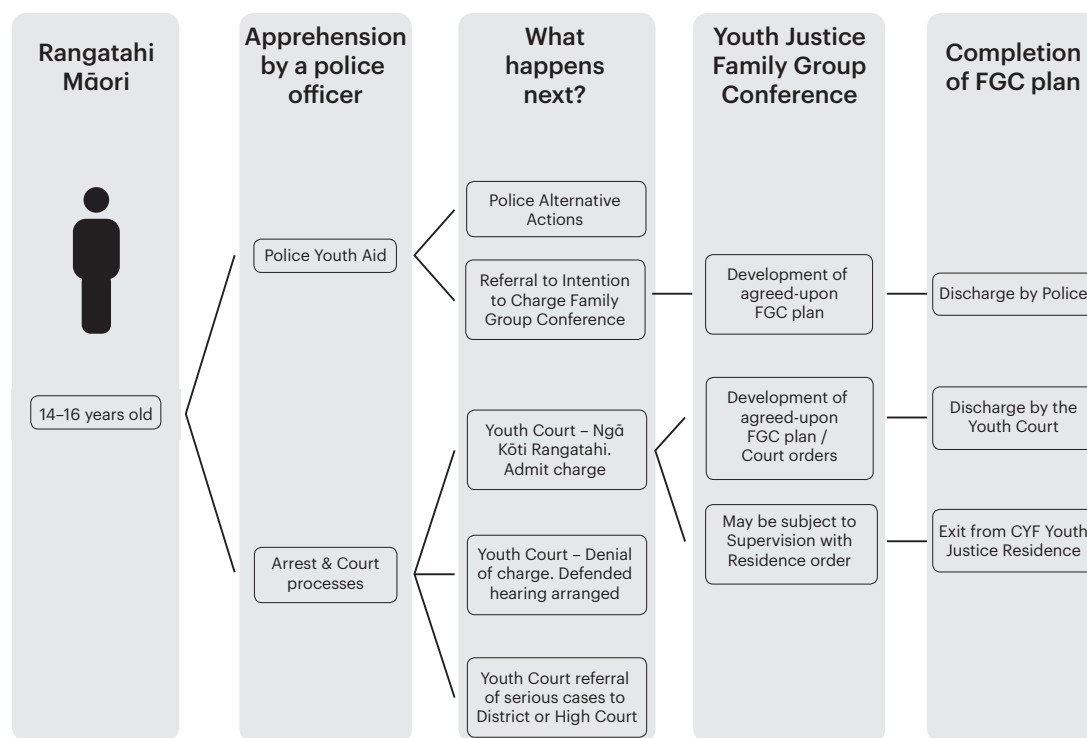 Rangatahi
Māori
Apprehension
by a police
officer
What
happens
next?
Youth Justice
Family Group
Conference
Completion
of FGC plan
14–16 years old
Police Youth Aid
Arrest & Court
processes
Police Alternative
Actions
Referral to Intention
to Charge Family
Group Conference
Youth Court – Ngā
Kōti Rangatahi.
Admit charge
Youth Court – Denial
of charge. Defended
hearing arranged
Youth Court referral
of serious cases to
District or High Court
Development of
agreed-upon
FGC plan
Development of
agreed-upon
FGC plan /
Court orders
May be subject to
Supervision with
Residence order
Discharge by Police
Discharge by the
Youth Court
Exit from CYF Youth
Justice Residence